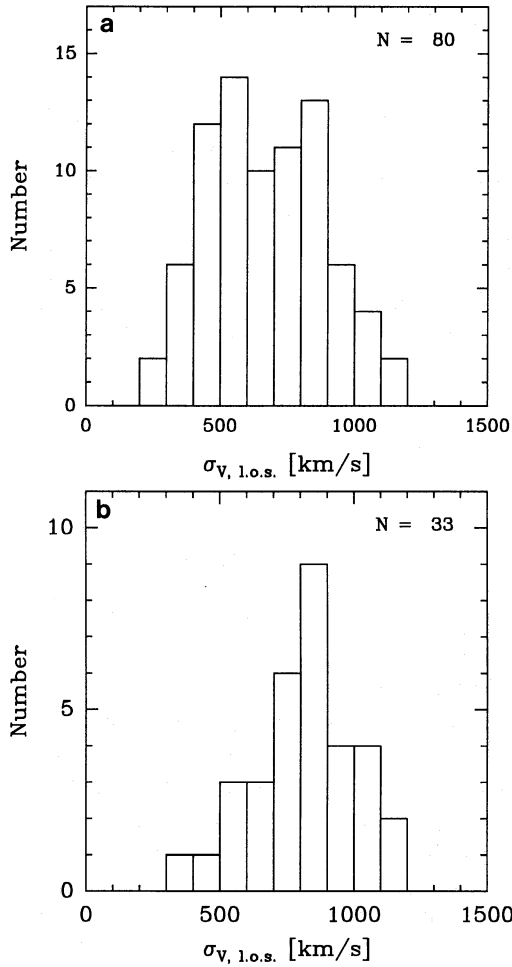 a
N = 80
15
10
5
0
Number
0 500 1000 1500
σV, l.o.s. [km/s]
b
N = 33
10
5
0
Number
0 500 1000 1500
σV, l.o.s. [km/s]